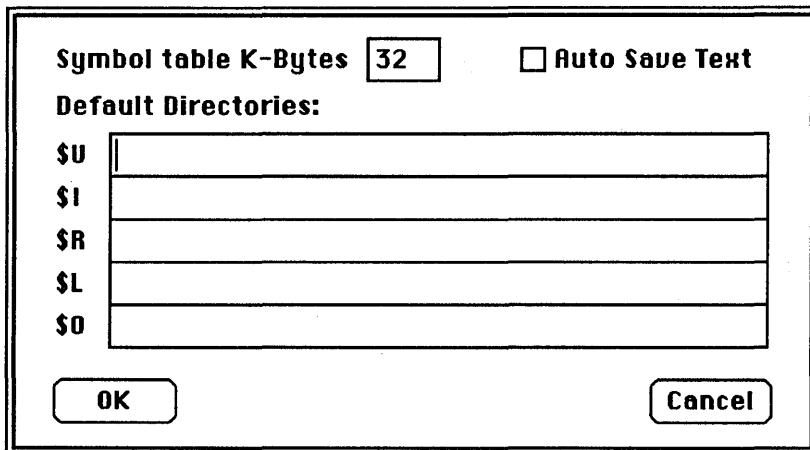 Symbol table K-Bytes 32 Auto Save Text
Default Directories:
$U
$I
$R
$L
$O
OK Cancel